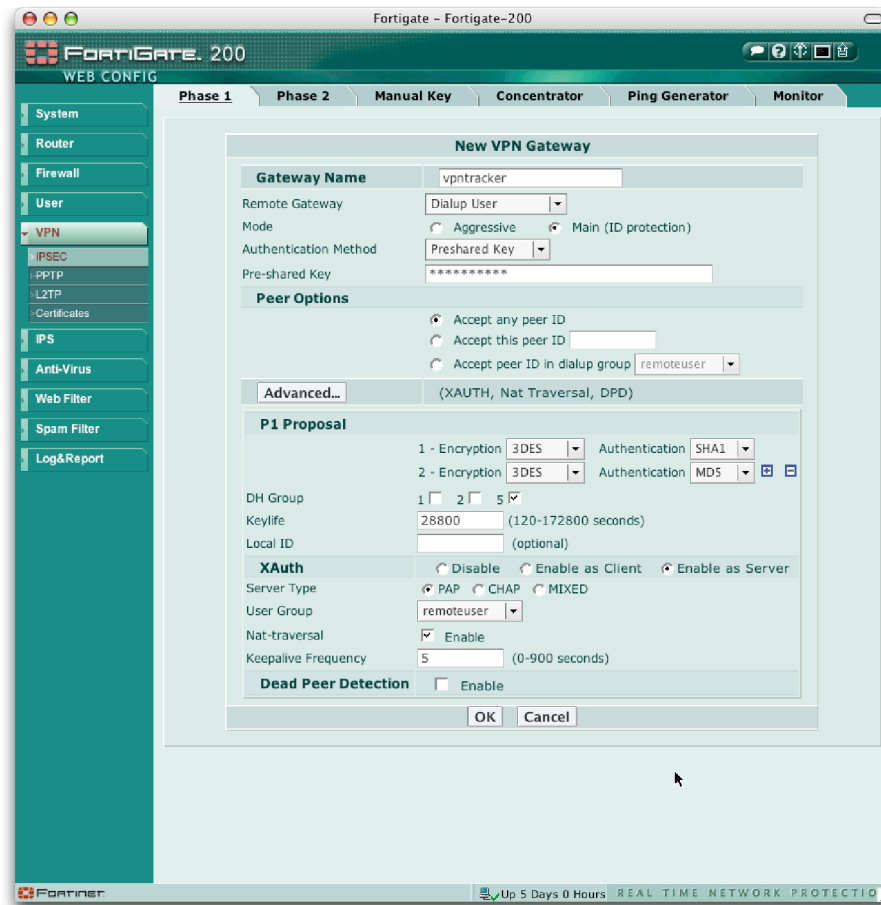 Fortigate – Fortigate-200
FORTIGATE. 200
WEB CONFIG
Phase 1 Phase 2 Manual Key Concentrator Ping Generator Monitor
System
Router
Firewall
User
VPN
IPSEC
PPTP
L2TP
Certificates
IPS
Anti-Virus
Web Filter
Spam Filter
Log&Report
New VPN Gateway
Gateway Name vpntracker
Remote Gateway Dialup User
Mode Aggressive Main (ID protection)
Authentication Method Preshared Key
Pre-shared Key **********
Peer Options
Accept any peer ID
Accept this peer ID
Accept peer ID in dialup group remoteuser
Advanced... (XAUTH, Nat Traversal, DPD)
P1 Proposal
1 - Encryption 3DES Authentication SHA1
2 - Encryption 3DES Authentication MD5
DH Group 1 2 5
Keylife 28800 (120-172800 seconds)
Local ID (optional)
XAuth Disable Enable as Client Enable as Server
Server Type PAP CHAP MIXED
User Group remoteuser
Nat-traversal Enable
Keepalive Frequency 5 (0-900 seconds)
Dead Peer Detection Enable
OK Cancel
FORTINET Up 5 Days 0 Hours REAL TIME NETWORK PROTECTIO